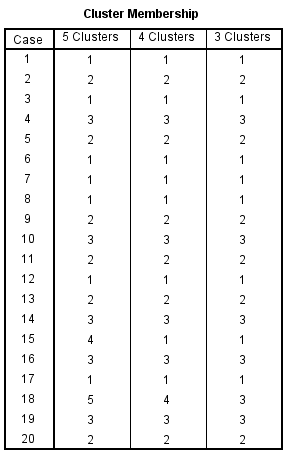 Cluster Membership
Case 5 Clusters 4 Clusters 3 Clusters
1 1 1 1
2 2 2 2
3 1 1 1
4 3 3 3
5 2 2 2
6 1 1 1
7 1 1 1
8 1 1 1
9 2 2 2
10 3 3 3
11 2 2 2
12 1 1 1
13 2 2 2
14 3 3 3
15 4 1 1
16 3 3 3
17 1 1 1
18 5 4 3
19 3 3 3
20 2 2 2